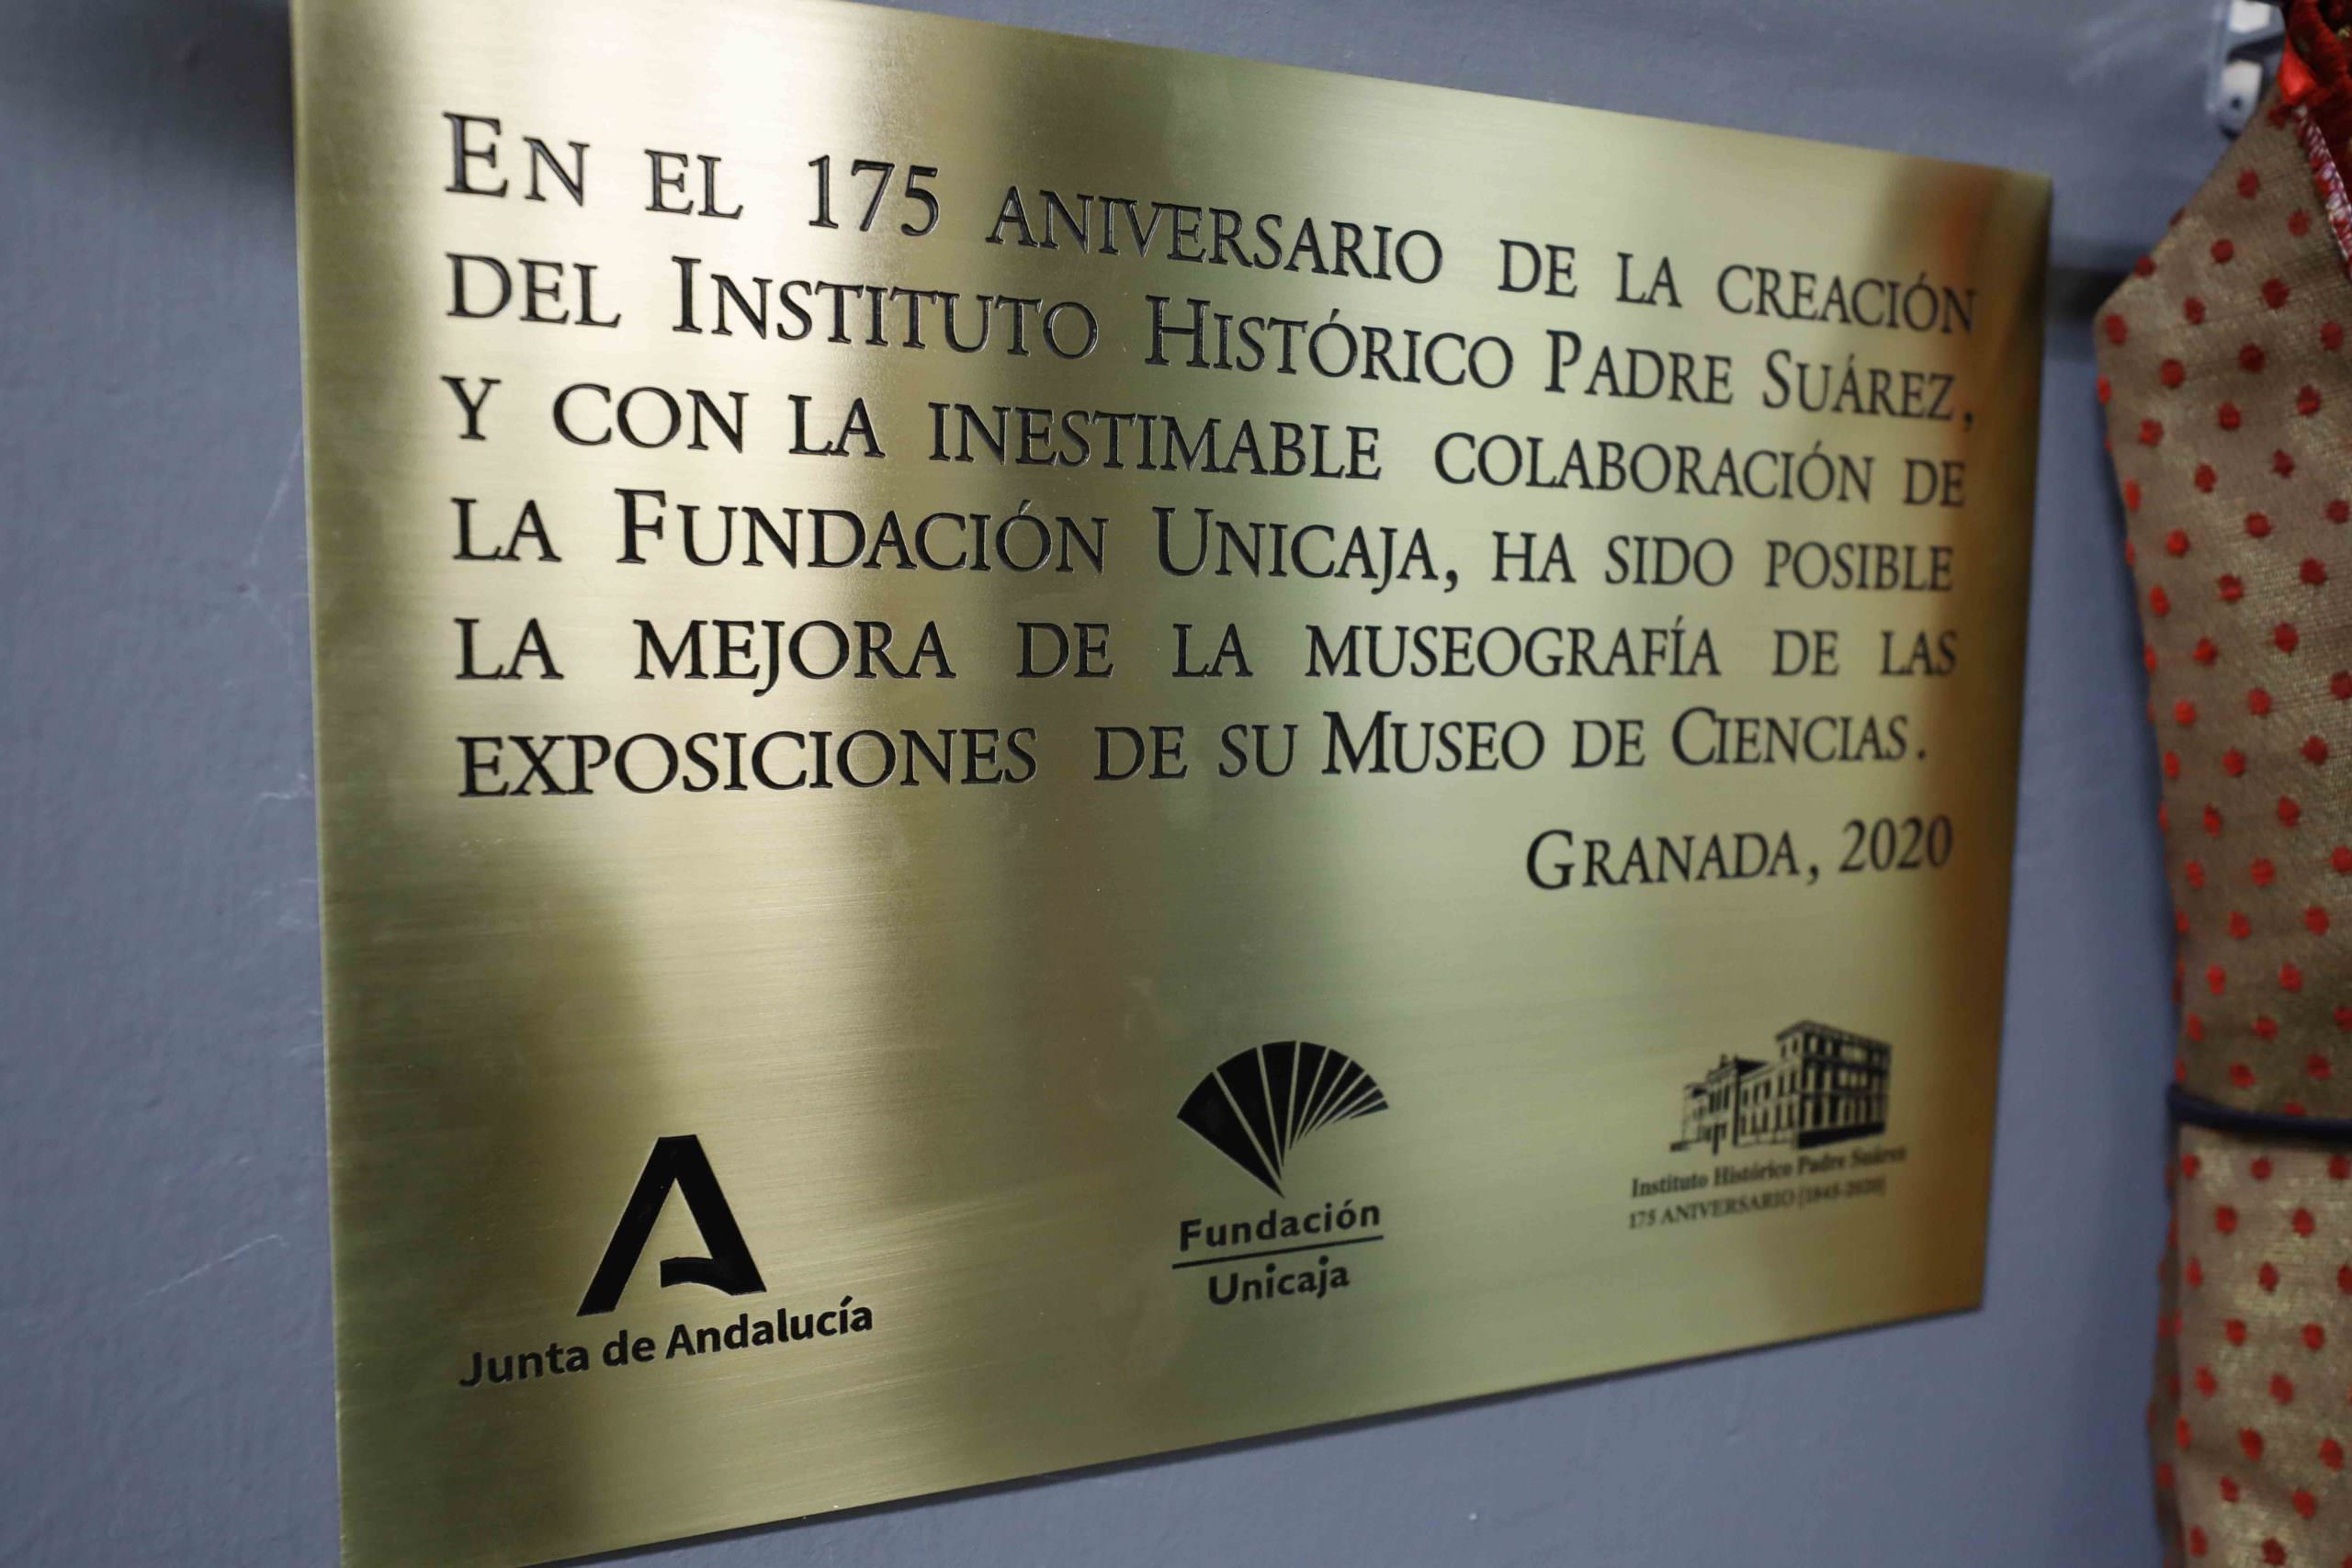 EN EL 175 ANIVERSARIO DE LA CREACIÓN
DEL INSTITUTO HISTÓRICO PADRE SUÁREZ,
Y CON LA INESTIMABLE COLABORACIÓN DE
LA FUNDACIÓN UNICAJA, HA SIDO POSIBLE
LA MEJORA DE LA MUSEOGRAFÍA DE LAS
EXPOSICIONES DE SU MUSEO DE CIENCIAS.
GRANADA, 2020
Junta de Andalucía
Fundación
Unicaja
Instituto Histórico Padre Suárez
175 ANIVERSARIO [1845-2020]